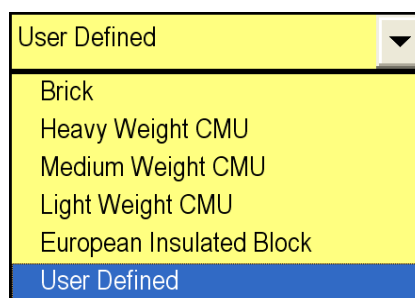 User Defined
Brick
Heavy Weight CMU
Medium Weight CMU
Light Weight CMU
European Insulated Block
User Defined